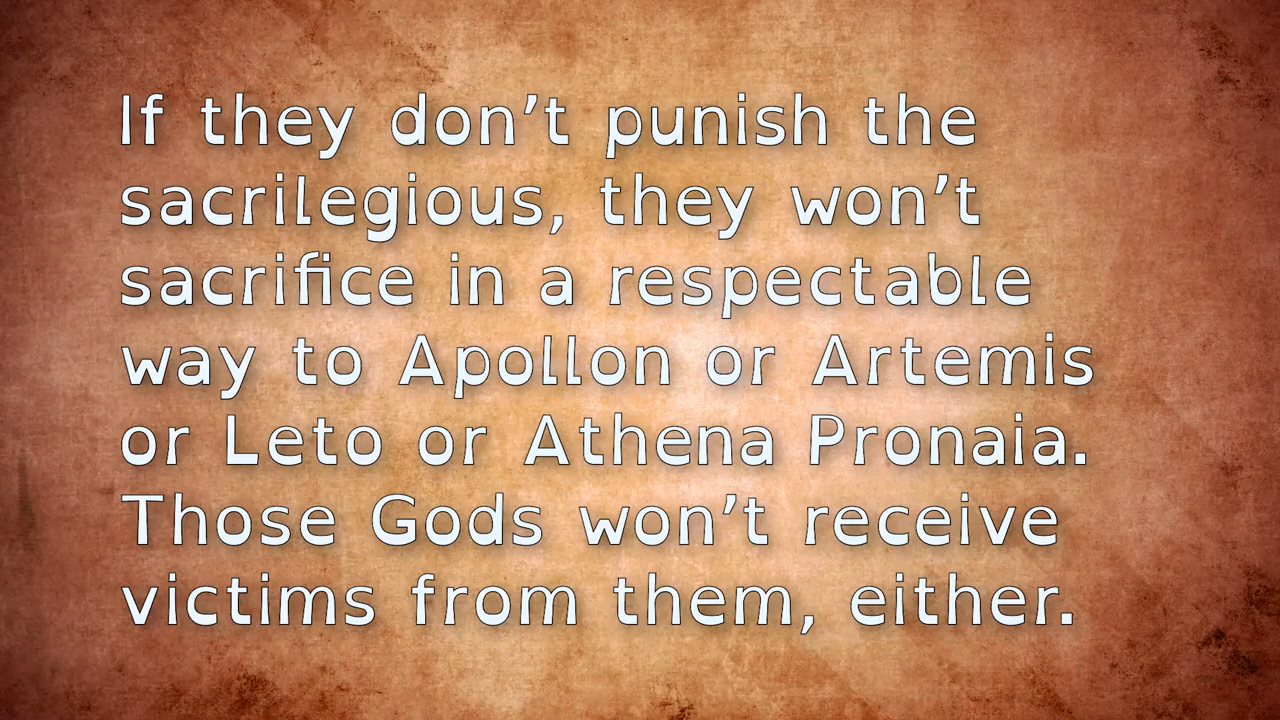 If they don’t punish the
sacrilegious, they won’t
sacrifice in a respectable
way to Apollon or Artemis
or Leto or Athena Pronaia.
Those Gods won’t receive
victims from them, either.